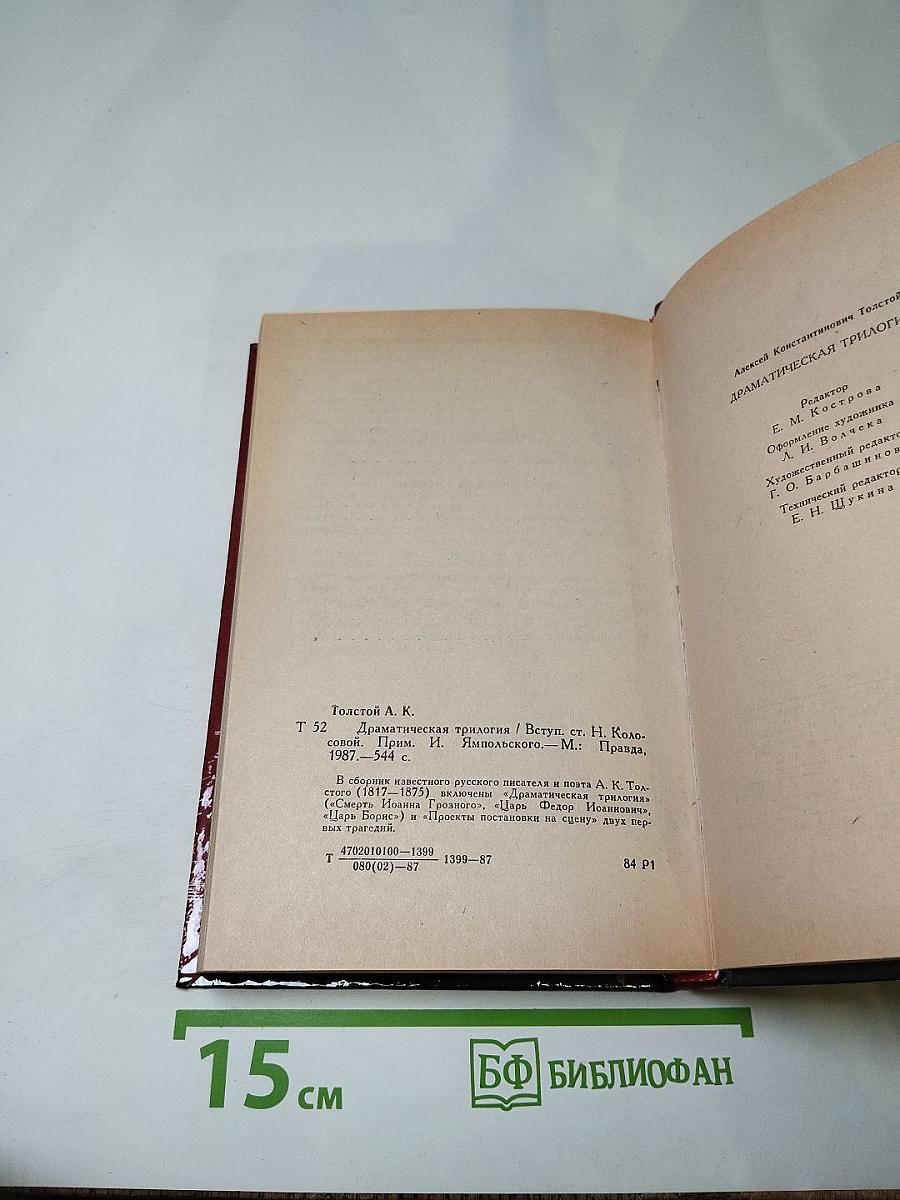 Толстой А. К.
Т 52 Драматическая трилогия / Вступ. ст. Н. Коло-
совой. Прим. И. Ямпольского.—М.: Правда,
1987.—544 с.
В сборник известного русского писателя и поэта А. К. Тол-
стого (1817—1875) включены «Драматическая трилогия»
(«Смерть Иоанна Грозного», «Царь Федор Иоаннович»,
«Царь Борис») и «Проекты постановки на сцену» двух пер-
вых трагедий.
Т 4702010100—1399 1399—87
080(02)—87
84 Р1
Алексей Константинович Толстой
ДРАМАТИЧЕСКАЯ ТРИЛОГИ
Редактор
Е. М. Кострова
Оформление художника
Л. И. Волчека
Художественный редакто
Г. О. Барбашинов
Технический редактор
Е. Н. Щукина
15 см
БФ БИБЛИОФАН